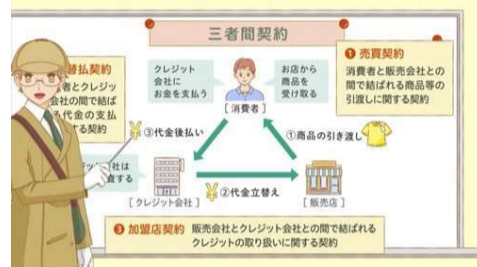 三者間契約
替払契約
者とクレジッ
会社の間で結ば
る代金の支払
する契約
クレジット
会社に
お金を支払う
お店から
商品を
受け取る
❶ 売買契約
消費者と販売会社との
間で結ばれる商品等の
引渡しに関する契約
[ 消費者 ]
③代金後払い
①商品の引き渡し
会社は
査する
[ クレジット会社 ]
②代金立替え
[ 販売店 ]
❸ 加盟店契約 販売会社とクレジット会社との間で結ばれる
クレジットの取り扱いに関する契約